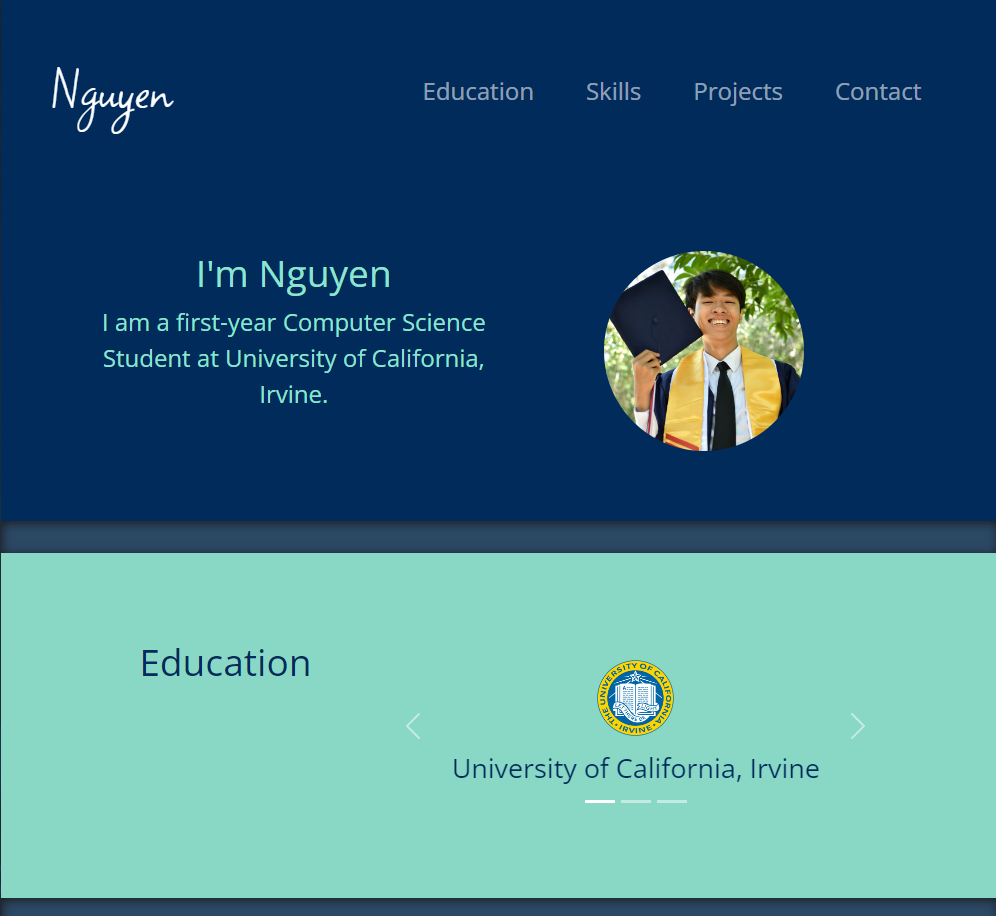 Nguyen
Education
Skills
Projects
Contact
I'm Nguyen
I am a first-year Computer Science
Student at University of California,
Irvine.
Education
THE UNIVERSITY OF CALIFORNIA
IRVINE
University of California, Irvine